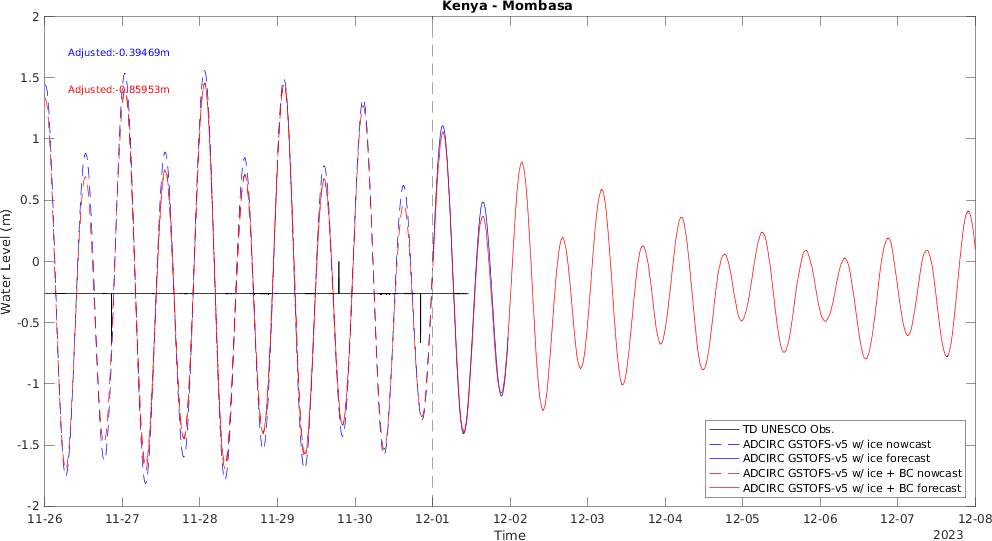 Kenya - Mombasa
Adjusted:-0.39469m
Adjusted:-0.85953m
2
1.5
1
0.5
0
-0.5
-1
-1.5
-2
Water Level (m)
11-26 11-27 11-28 11-29 11-30 12-01 12-02 12-03 12-04 12-05 12-06 12-07 12-08
Time
2023
TD UNESCO Obs.
ADCIRC GSTOFS-v5 w/ ice nowcast
ADCIRC GSTOFS-v5 w/ ice forecast
ADCIRC GSTOFS-v5 w/ ice + BC nowcast
ADCIRC GSTOFS-v5 w/ ice + BC forecast